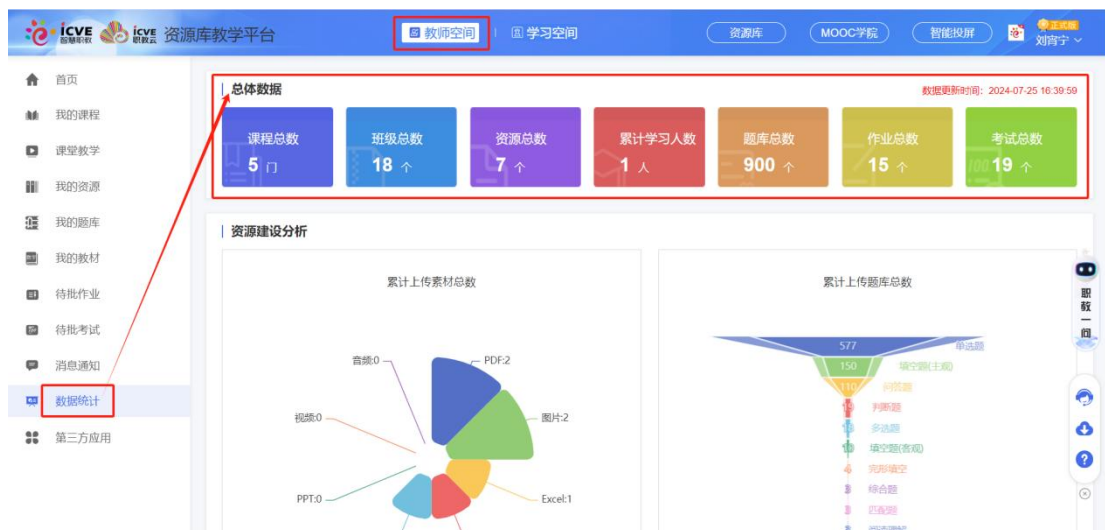 icve 智慧职教 icve 职教云 资源库教学平台 教师空间 学习空间 资源库 MOOC学院 智能投屏 正式版 刘宵宁
首页
我的课程
课堂教学
我的资源
我的题库
我的教材
待批作业
待批考试
消息通知
数据统计
第三方应用
总体数据 数据更新时间：2024-07-25 16:39:59
课程总数 班级总数 资源总数 累计学习人数 题库总数 作业总数 考试总数
5 门 18 个 7 个 1 人 900 个 15 个 19 个
资源建设分析
累计上传素材总数
音频:0
PDF:2
视频:0
图片:2
PPT:0
Excel:1
累计上传题库总数
577 单选题
150 填空题(主观)
110 问答题
判断题
多选题
填空题(客观)
4 完形填空
3 综合题
3 匹配题
职教一问